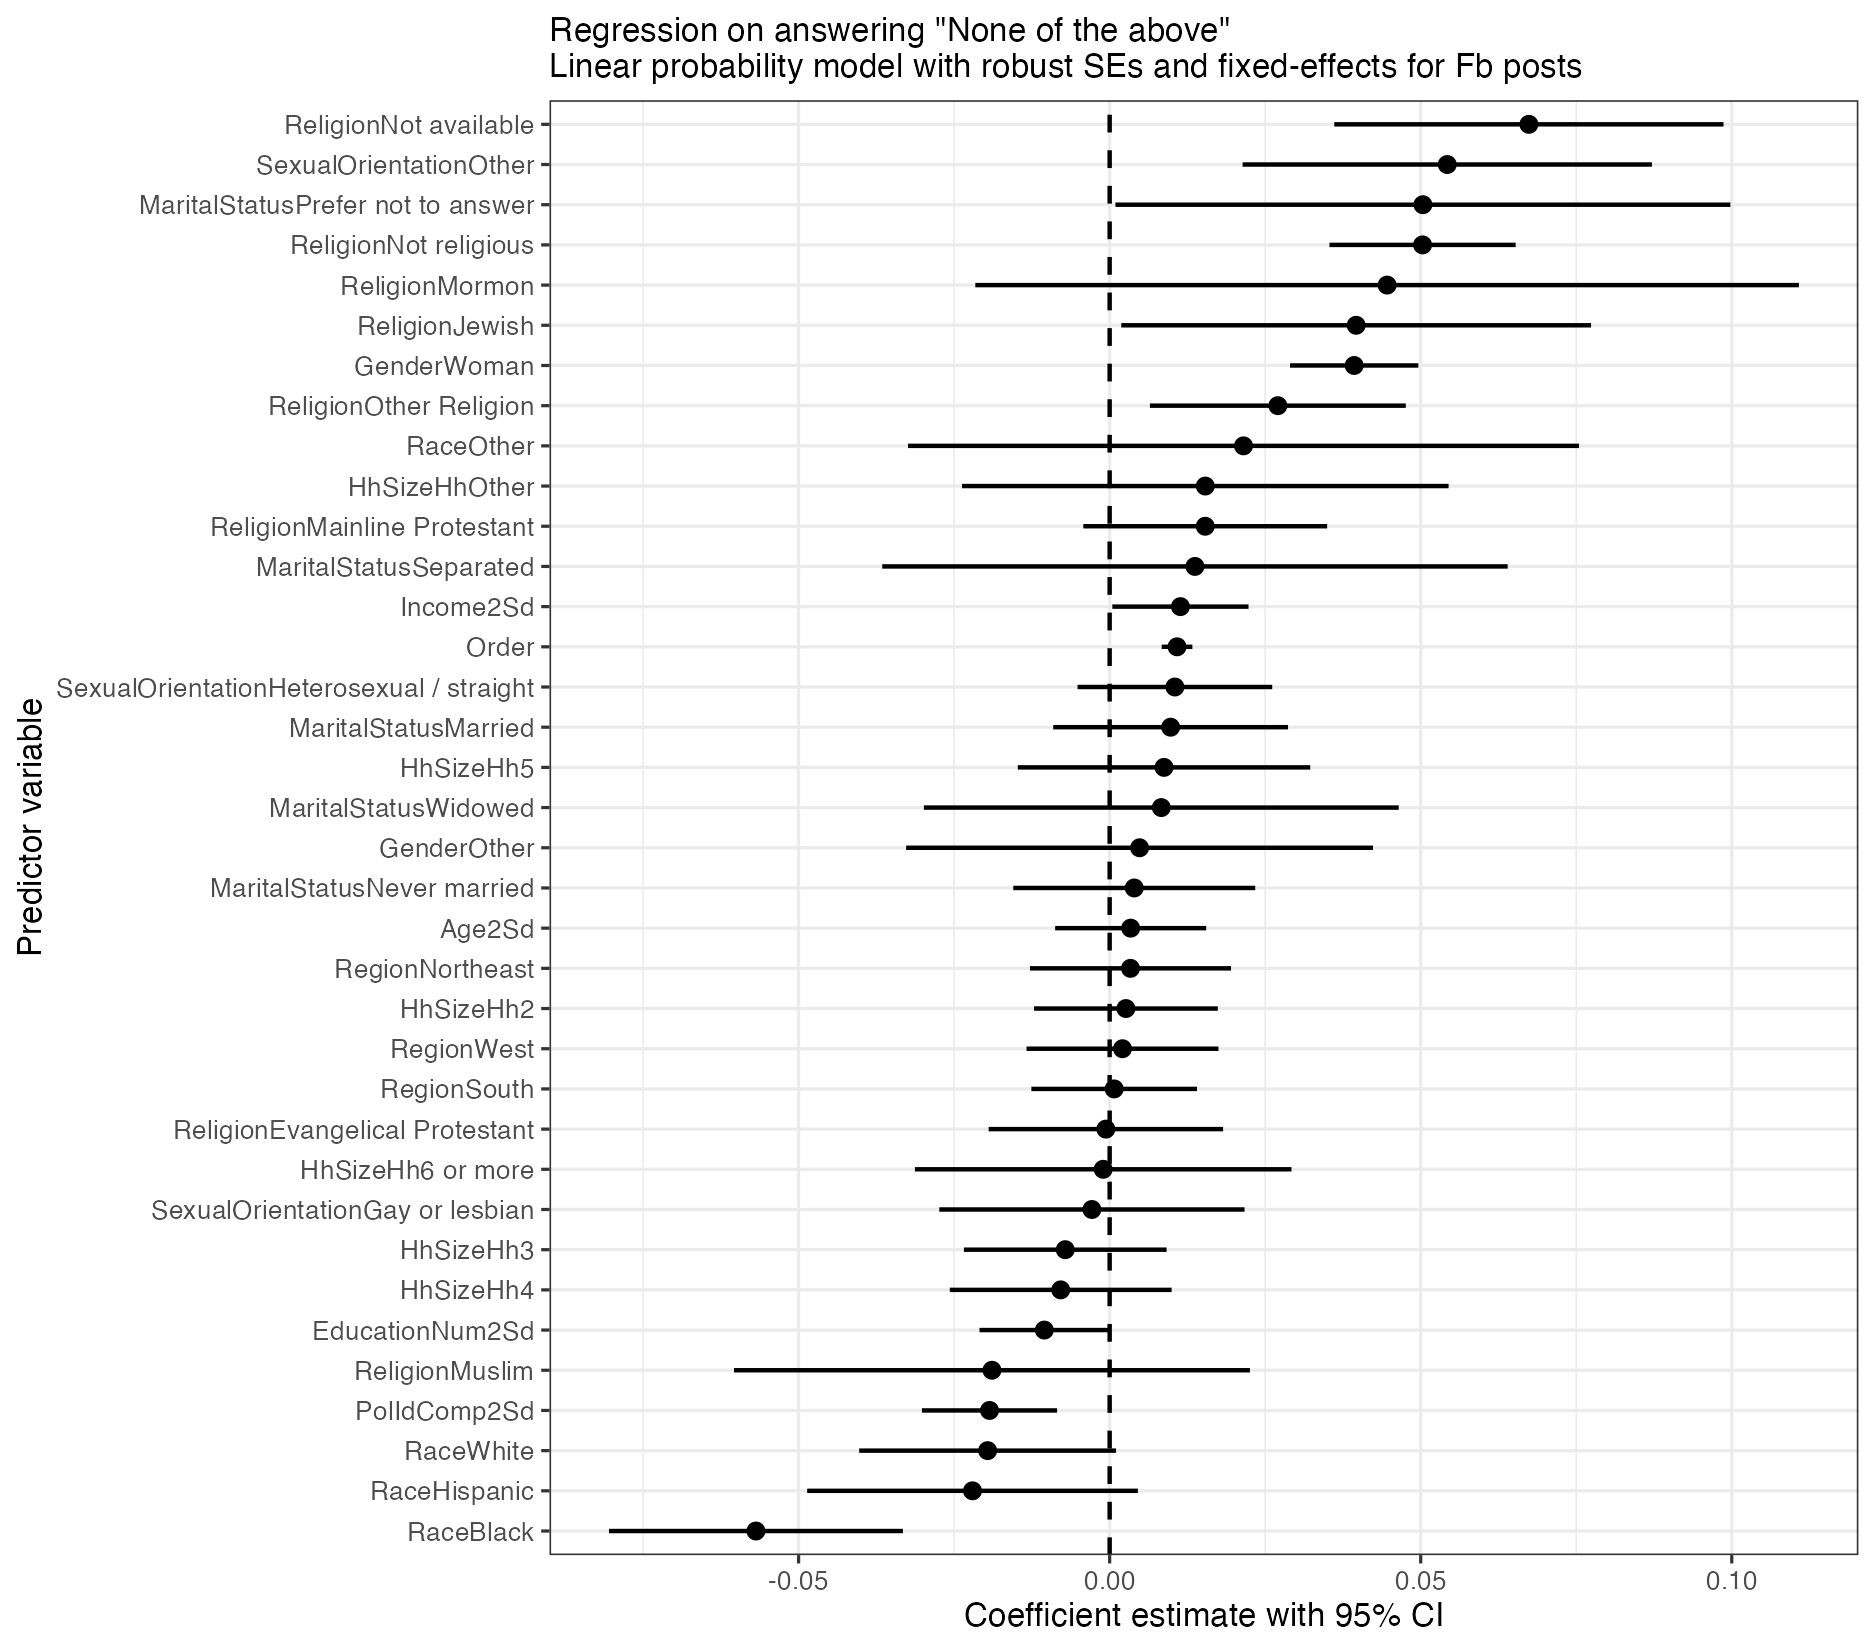 Regression on answering "None of the above"
Linear probability model with robust SEs and fixed-effects for Fb posts
ReligionNot available
SexualOrientationOther
MaritalStatusPrefer not to answer
ReligionNot religious
ReligionMormon
ReligionJewish
GenderWoman
ReligionOther Religion
RaceOther
HhSizeHhOther
ReligionMainline Protestant
MaritalStatusSeparated
Income2Sd
Order
SexualOrientationHeterosexual / straight
MaritalStatusMarried
HhSizeHh5
MaritalStatusWidowed
GenderOther
MaritalStatusNever married
Age2Sd
RegionNortheast
HhSizeHh2
RegionWest
RegionSouth
ReligionEvangelical Protestant
HhSizeHh6 or more
SexualOrientationGay or lesbian
HhSizeHh3
HhSizeHh4
EducationNum2Sd
ReligionMuslim
PolIdComp2Sd
RaceWhite
RaceHispanic
RaceBlack
Predictor variable
-0.05
0.00
0.05
0.10
Coefficient estimate with 95% CI